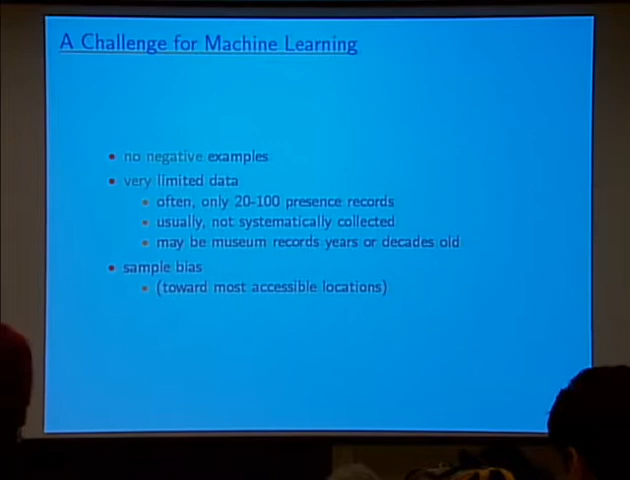 A Challenge for Machine Learning
• no negative examples
• very limited data
• often, only 20-100 presence records
• usually, not systematically collected
• may be museum records years or decades old
• sample bias
• (toward most accessible locations)